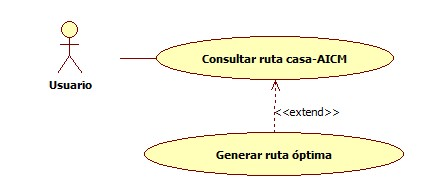 Consultar ruta casa-AICM
Usuario
<<extend>>
Generar ruta óptima